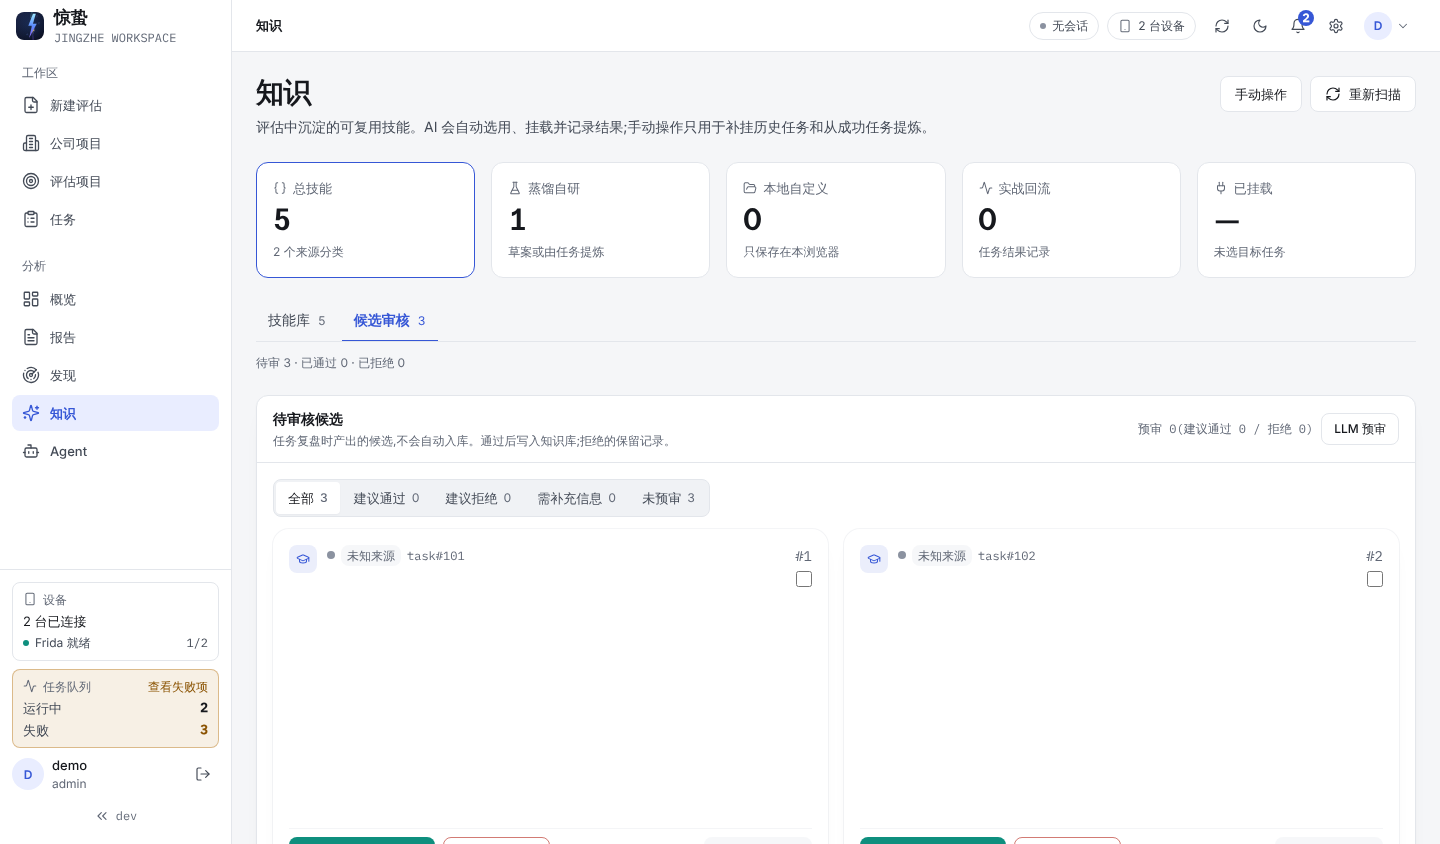 惊蛰
JINGZHE WORKSPACE
工作区
新建评估
公司项目
评估项目
任务
分析
概览
报告
发现
知识
Agent
设备
2 台已连接
Frida 就绪 1/2
任务队列 查看失败项
运行中 2
失败 3
D demo
admin
dev
知识
无会话 2 台设备 2 D
知识
手动操作 重新扫描
评估中沉淀的可复用技能。AI 会自动选用、挂载并记录结果;手动操作只用于补挂历史任务和从成功任务提炼。
总技能
5
2 个来源分类
蒸馏自研
1
草案或由任务提炼
本地自定义
0
只保存在本浏览器
实战回流
0
任务结果记录
已挂载
—
未选目标任务
技能库 5 候选审核 3
待审 3 · 已通过 0 · 已拒绝 0
待审核候选
任务复盘时产出的候选,不会自动入库。通过后写入知识库;拒绝的保留记录。
预审 0(建议通过 0 / 拒绝 0) LLM 预审
全部 3 建议通过 0 建议拒绝 0 需补充信息 0 未预审 3
未知来源 task#101 #1
未知来源 task#102 #2